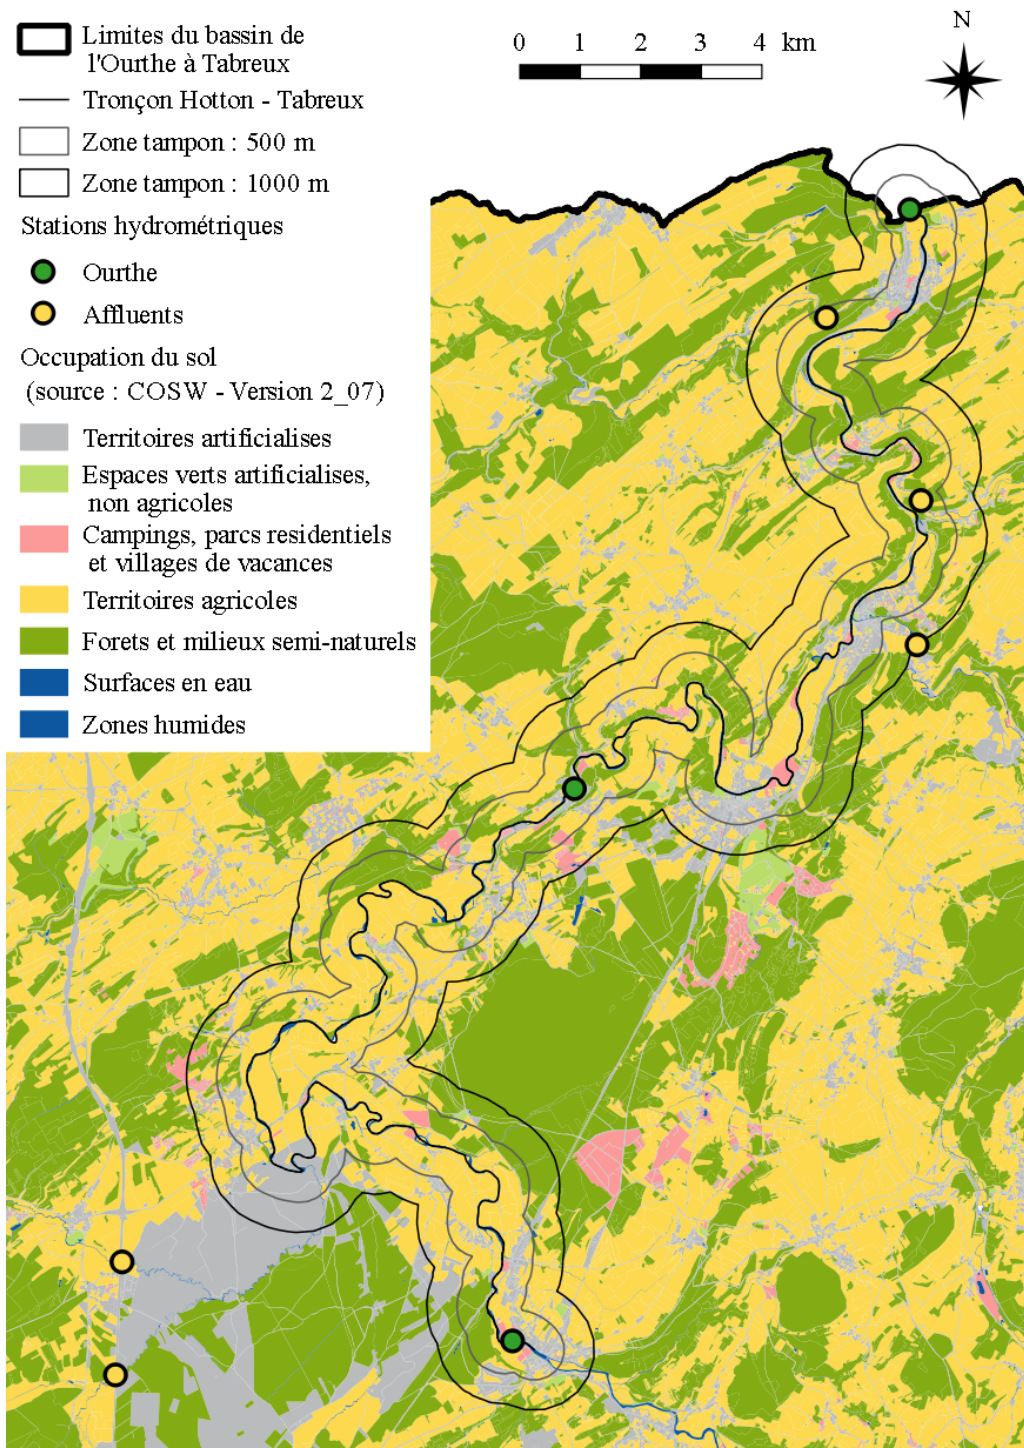 Limites du bassin de
l'Ourthe à Tabreux
Tronçon Hotton - Tabreux
Zone tampon : 500 m
Zone tampon : 1000 m
Stations hydrométriques
Ourthe
Affluents
Occupation du sol
(source : COSW - Version 2_07)
Territoires artificialises
Espaces verts artificialises,
non agricoles
Campings, parcs residentiels
et villages de vacances
Territoires agricoles
Forets et milieux semi-naturels
Surfaces en eau
Zones humides
0 1 2 3 4 km
N